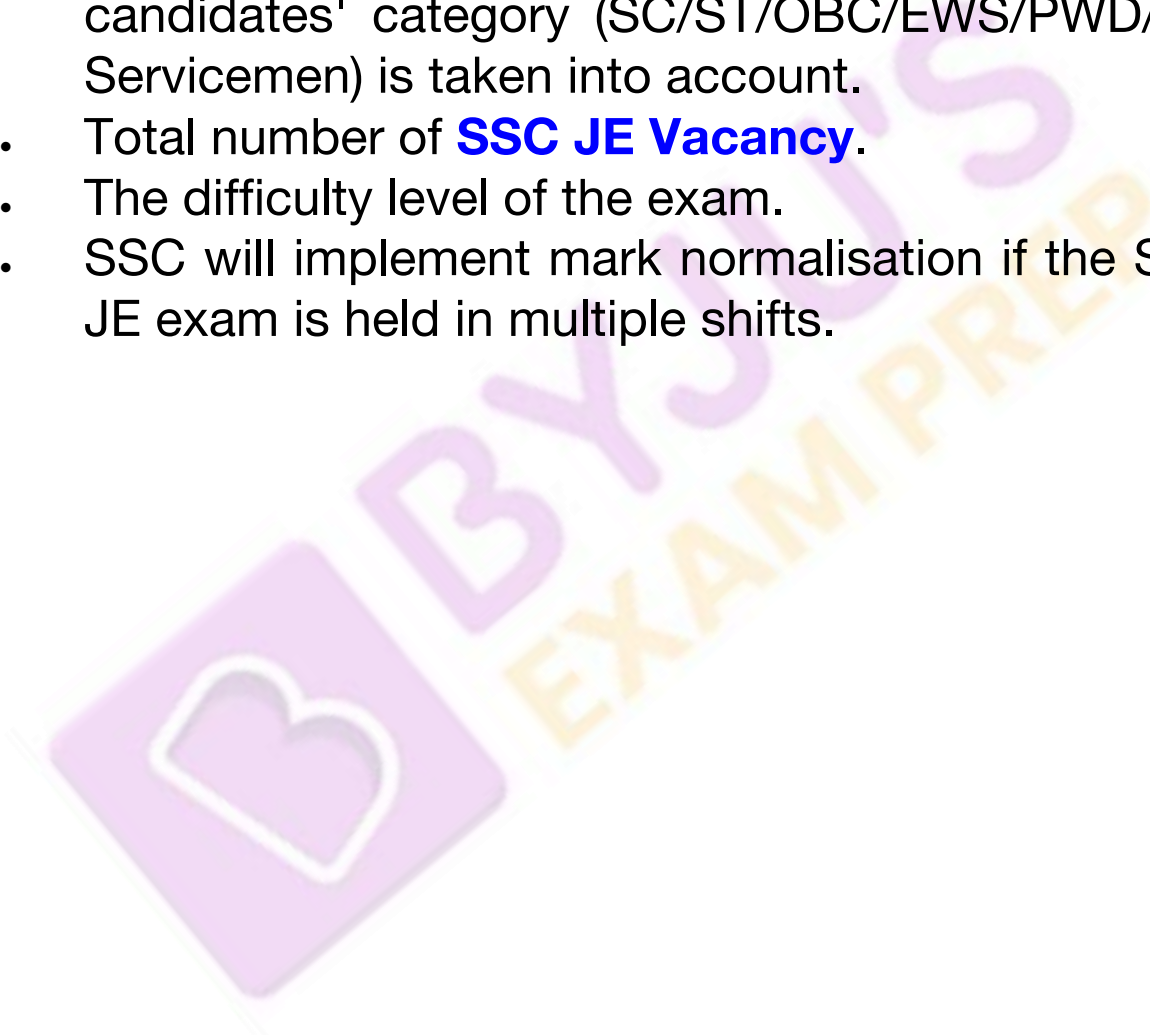 candidates' category (SC/ST/OBC/EWS/PWD/
Servicemen) is taken into account.
• Total number of SSC JE Vacancy.
• The difficulty level of the exam.
• SSC will implement mark normalisation if the S
JE exam is held in multiple shifts.
BYJU'S
EXAM PREP